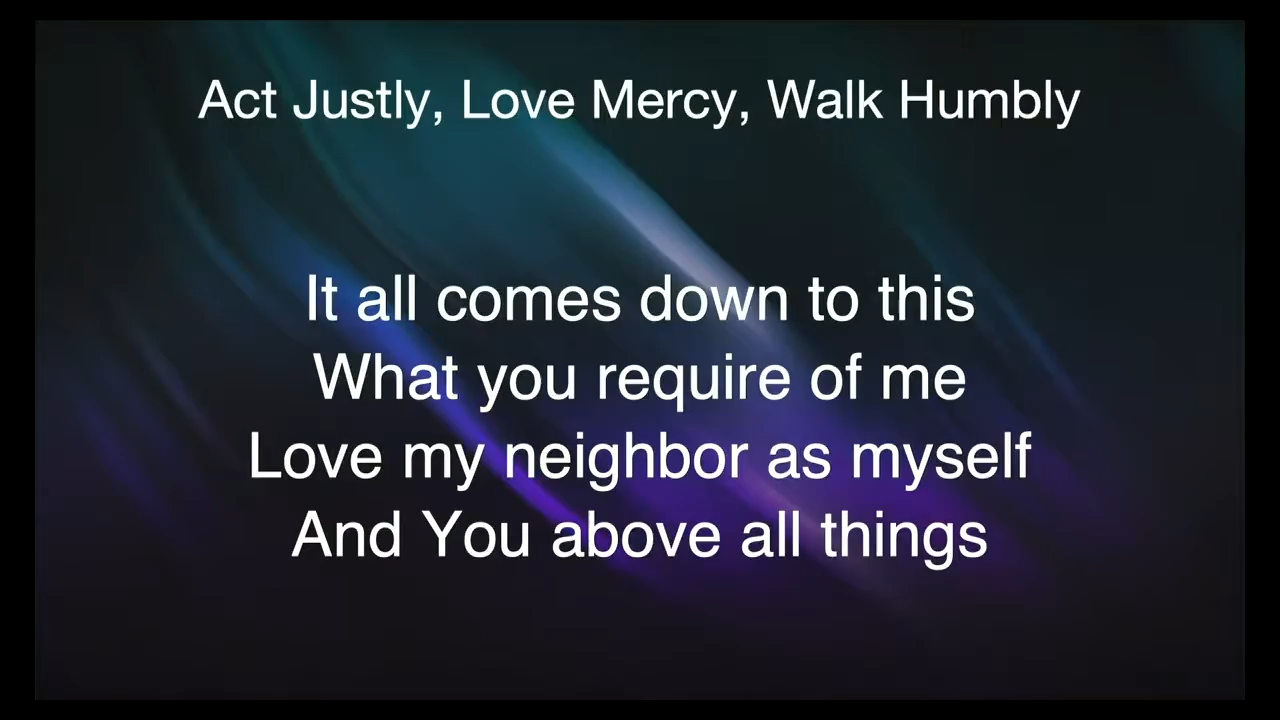 Act Justly, Love Mercy, Walk Humbly
It all comes down to this
What you require of me
Love my neighbor as myself
And You above all things